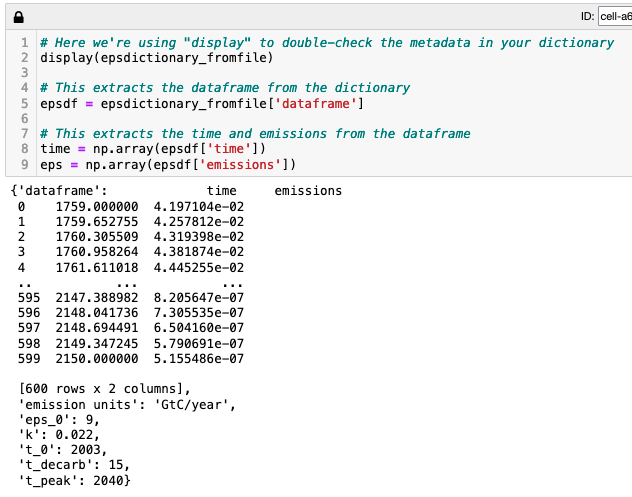 ID: cell-a6
1 # Here we're using "display" to double-check the metadata in your dictionary
2 display(epsdictionary_fromfile)
3
4 # This extracts the dataframe from the dictionary
5 epsdf = epsdictionary_fromfile['dataframe']
6
7 # This extracts the time and emissions from the dataframe
8 time = np.array(epsdf['time'])
9 eps = np.array(epsdf['emissions'])
{'dataframe':             time     emissions
0    1759.000000  4.197104e-02
1    1759.652755  4.257812e-02
2    1760.305509  4.319398e-02
3    1760.958264  4.381874e-02
4    1761.611018  4.445255e-02
..           ...           ...
595  2147.388982  8.205647e-07
596  2148.041736  7.305535e-07
597  2148.694491  6.504160e-07
598  2149.347245  5.790691e-07
599  2150.000000  5.155486e-07
[600 rows x 2 columns],
'emission units': 'GtC/year',
'eps_0': 9,
'k': 0.022,
't_0': 2003,
't_decarb': 15,
't_peak': 2040}